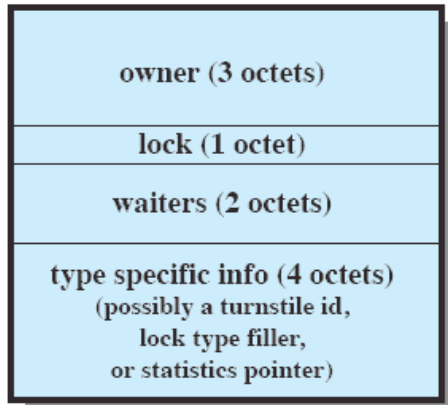 owner (3 octets)
lock (1 octet)
waiters (2 octets)
type specific info (4 octets)
(possibly a turnstile id,
lock type filler,
or statistics pointer)